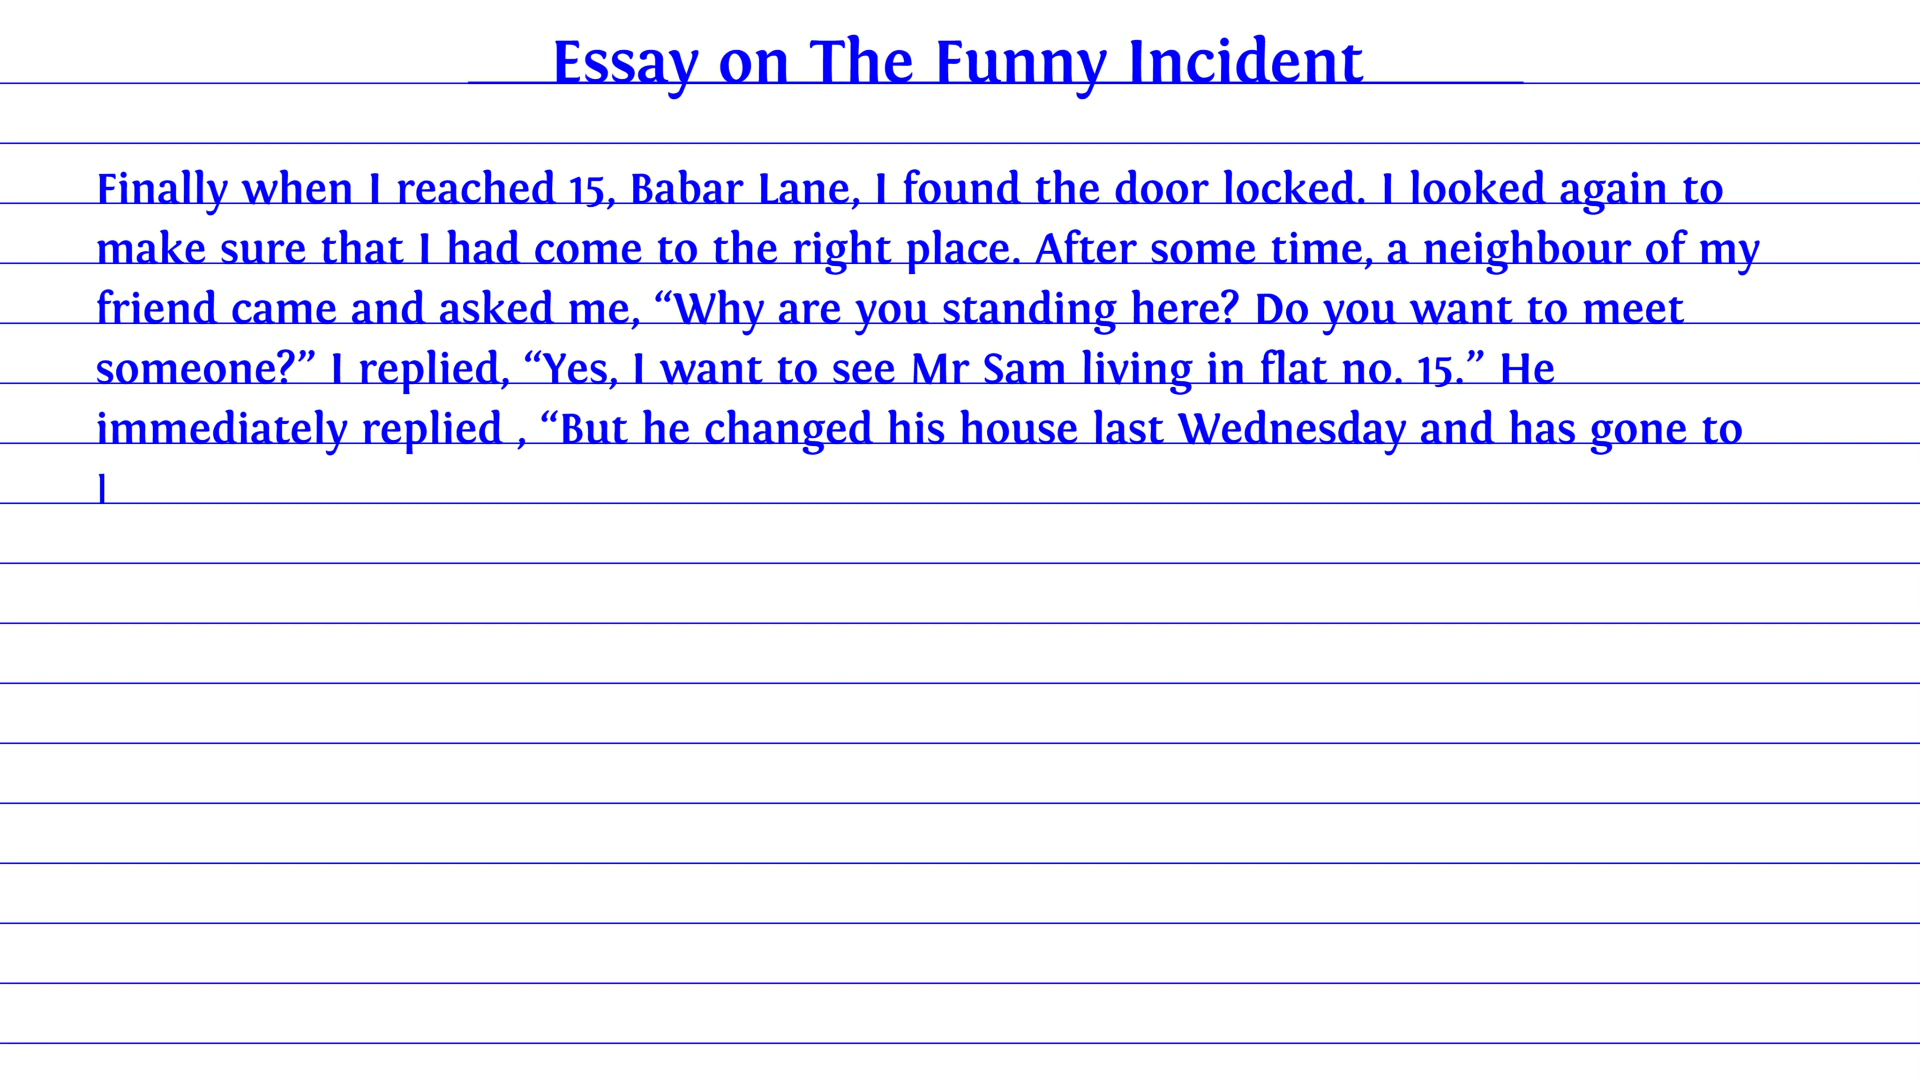 Essay on The Funny Incident
Finally when I reached 15, Babar Lane, I found the door locked. I looked again to
make sure that I had come to the right place. After some time, a neighbour of my
friend came and asked me, “Why are you standing here? Do you want to meet
someone?” I replied, “Yes, I want to see Mr Sam living in flat no. 15.” He
immediately replied , “But he changed his house last Wednesday and has gone to
l